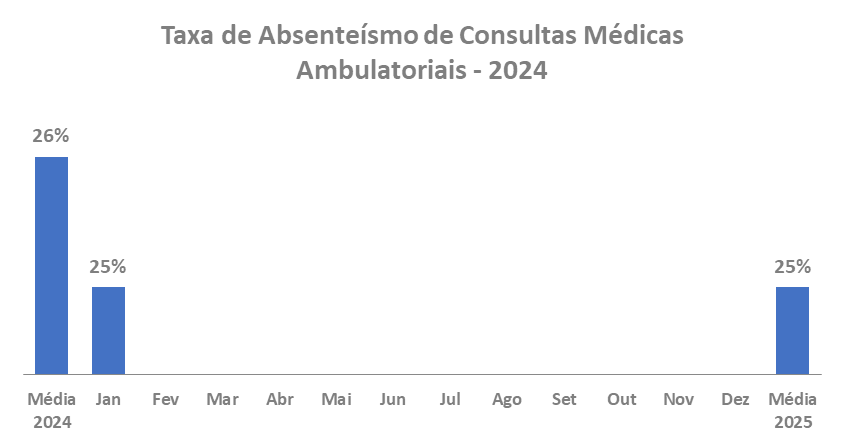 Taxa de Absenteísmo de Consultas Médicas
Ambulatoriais - 2024
26%
25%
25%
Média 2024 Jan Fev Mar Abr Mai Jun Jul Ago Set Out Nov Dez Média 2025